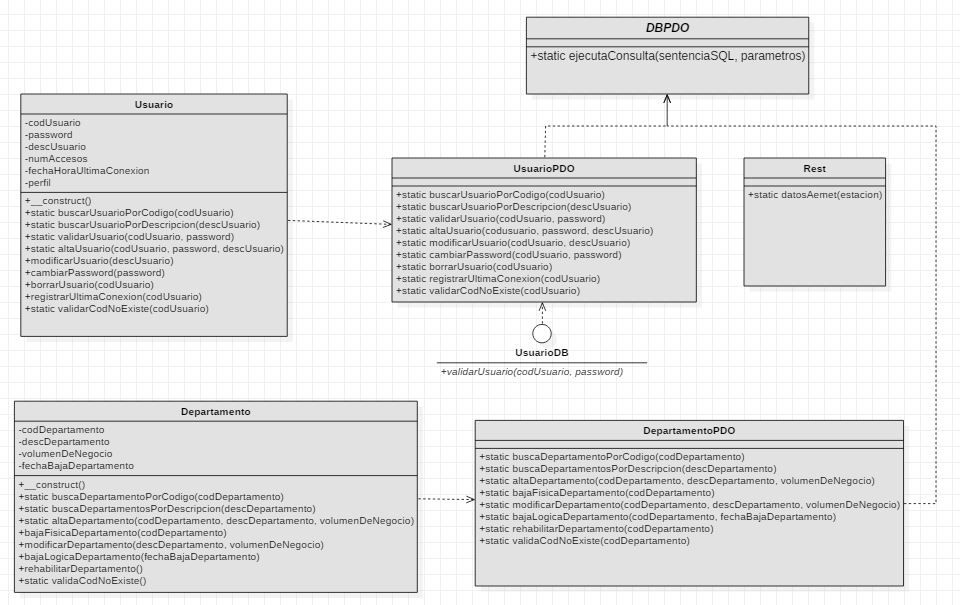 DBPDO
+static ejecutaConsulta(sentenciaSQL, parametros)
Usuario
-codUsuario
-password
-descUsuario
-numAccesos
-fechaHoraUltimaConexion
-perfil
+__construct()
+static buscarUsuarioPorCodigo(codUsuario)
+static buscarUsuarioPorDescripcion(descUsuario)
+static validarUsuario(codUsuario, password)
+static altaUsuario(codUsuario, password, descUsuario)
+modificarUsuario(descUsuario)
+cambiarPassword(password)
+borrarUsuario(codUsuario)
+registrarUltimaConexion(codUsuario)
+static validarCodNoExiste(codUsuario)
UsuarioPDO
+static buscarUsuarioPorCodigo(codUsuario)
+static buscarUsuarioPorDescripcion(descUsuario)
+static validarUsuario(codUsuario, password)
+static altaUsuario(codusuario, password, descUsuario)
+static modificarUsuario(codUsuario, descUsuario)
+static cambiarPassword(codUsuario, password)
+static borrarUsuario(codUsuario)
+static registrarUltimaConexion(codUsuario)
+static validarCodNoExiste(codUsuario)
Rest
+static datosAemet(estacion)
UsuarioDB
+validarUsuario(codUsuario, password)
Departamento
-codDepartamento
-descDepartamento
-volumenDeNegocio
-fechaBajaDepartamento
+__construct()
+static buscaDepartamentoPorCodigo(codDepartamento)
+static buscaDepartamentosPorDescripcion(descDepartamento)
+static altaDepartamento(codDepartamento, descDepartamento, volumenDeNegocio)
+bajaFisicaDepartamento(codDepartamento)
+modificarDepartamento(descDepartamento, volumenDeNegocio)
+bajaLogicaDepartamento(fechaBajaDepartamento)
+rehabilitarDepartamento()
+static validaCodNoExiste()
DepartamentoPDO
+static buscaDepartamentoPorCodigo(codDepartamento)
+static buscaDepartamentosPorDescripcion(descDepartamento)
+static altaDepartamento(codDepartamento, descDepartamento, volumenDeNegocio)
+static bajaFisicaDepartamento(codDepartamento)
+static modificarDepartamento(codDepartamento, descDepartamento, volumenDeNegocio)
+static bajaLogicaDepartamento(codDepartamento, fechaBajaDepartamento)
+static rehabilitarDepartamento(codDepartamento)
+static validaCodNoExiste(codDepartamento)